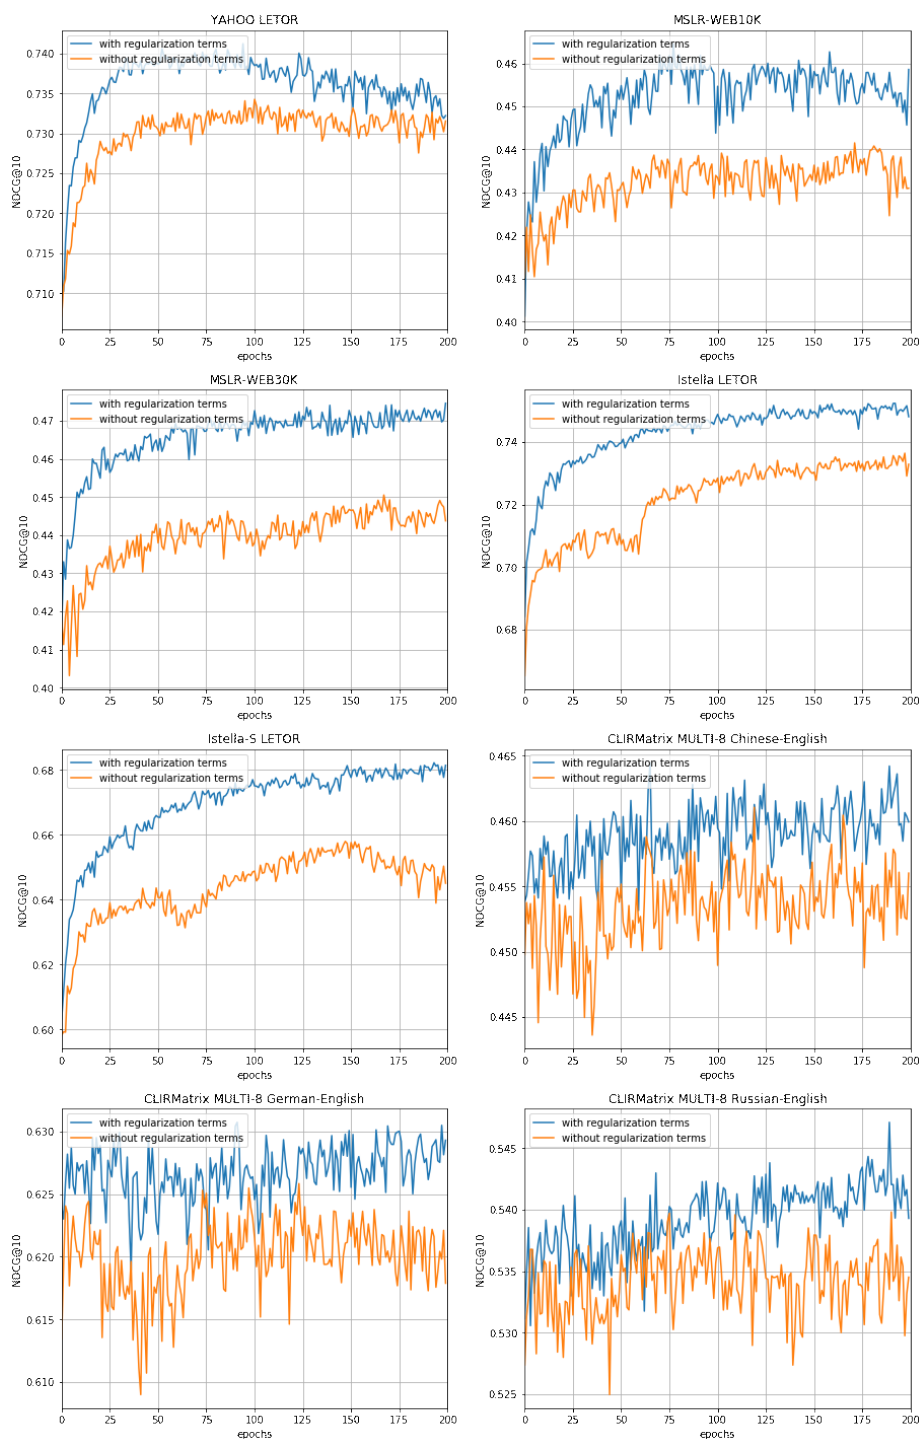 YAHOO LETOR
with regularization terms
without regularization terms
NDCG@10
0.740
0.735
0.730
0.725
0.720
0.715
0.710
0 25 50 75 100 125 150 175 200
epochs
MSLR-WEB10K
with regularization terms
without regularization terms
NDCG@10
0.46
0.45
0.44
0.43
0.42
0.41
0.40
0 25 50 75 100 125 150 175 200
epochs
MSLR-WEB30K
with regularization terms
without regularization terms
NDCG@10
0.47
0.46
0.45
0.44
0.43
0.42
0.41
0.40
0 25 50 75 100 125 150 175 200
epochs
Istella LETOR
with regularization terms
without regularization terms
NDCG@10
0.74
0.72
0.70
0.68
0 25 50 75 100 125 150 175 200
epochs
Istella-S LETOR
with regularization terms
without regularization terms
NDCG@10
0.68
0.66
0.64
0.62
0.60
0 25 50 75 100 125 150 175 200
epochs
CLIRMatrix MULTI-8 Chinese-English
with regularization terms
without regularization terms
NDCG@10
0.465
0.460
0.455
0.450
0.445
0 25 50 75 100 125 150 175 200
epochs
CLIRMatrix MULTI-8 German-English
with regularization terms
without regularization terms
NDCG@10
0.630
0.625
0.620
0.615
0.610
0 25 50 75 100 125 150 175 200
epochs
CLIRMatrix MULTI-8 Russian-English
with regularization terms
without regularization terms
NDCG@10
0.545
0.540
0.535
0.530
0.525
0 25 50 75 100 125 150 175 200
epochs